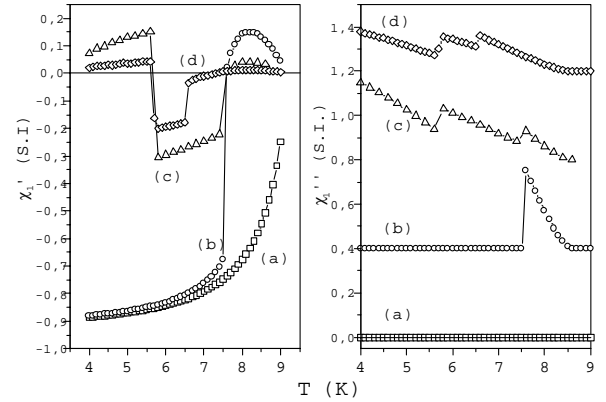 0,2
0,1
0,0
-0,1
-0,2
-0,3
-0,4
-0,5
-0,6
-0,7
-0,8
-0,9
-1,0
χ₁' (S.I)
(d)
(c)
(b)
(a)
4 5 6 7 8 9
1,4
1,2
1,0
0,8
0,6
0,4
0,2
0,0
χ₁'' (S.I.)
(d)
(c)
(b)
(a)
4 5 6 7 8 9
T (K)